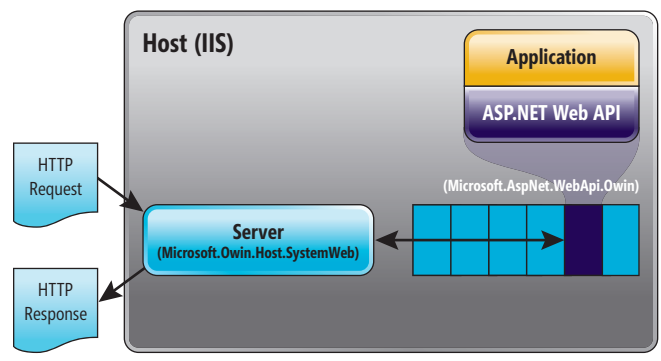 Host (IIS)
Application
ASP.NET Web API
HTTP
Request
(Microsoft.AspNet.WebApi.Owin)
Server
(Microsoft.Owin.Host.SystemWeb)
HTTP
Response